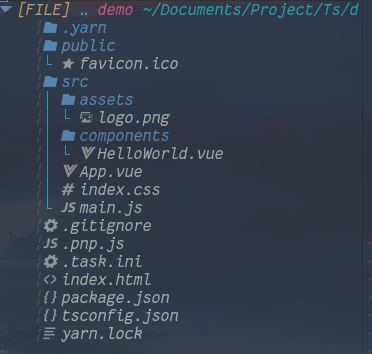 [FILE] .. demo ~/Documents/Project/Ts/d
.yarn
public
favicon.ico
src
assets
logo.png
components
HelloWorld.vue
App.vue
index.css
JS main.js
.gitignore
JS .pnp.js
.task.ini
index.html
package.json
tsconfig.json
yarn.lock